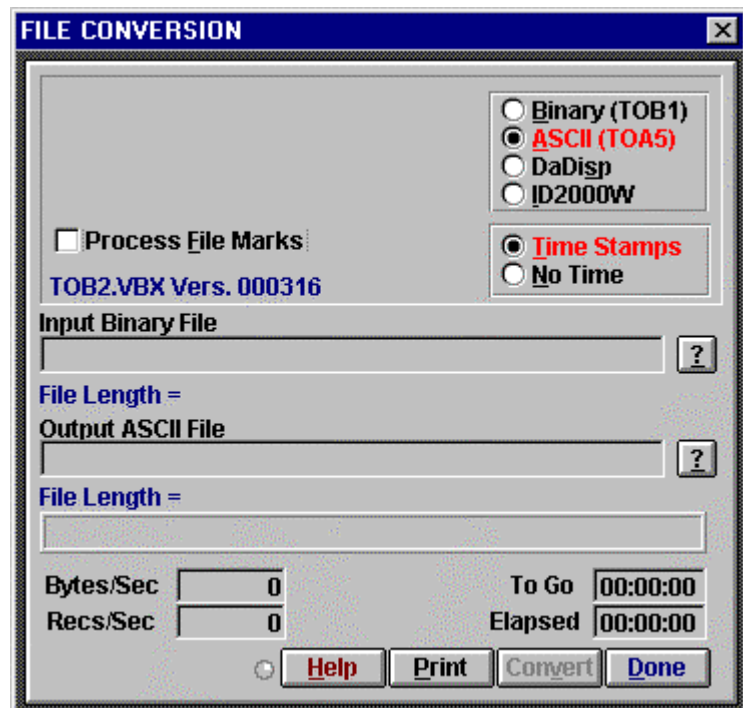 FILE CONVERSION
Binary (TOB1)
ASCII (TOA5)
DaDisp
ID2000W
Process File Marks
Time Stamps
No Time
TOB2.VBX Vers. 000316
Input Binary File
?
File Length =
Output ASCII File
?
File Length =
Bytes/Sec 0 To Go 00:00:00
Recs/Sec 0 Elapsed 00:00:00
Help Print Convert Done